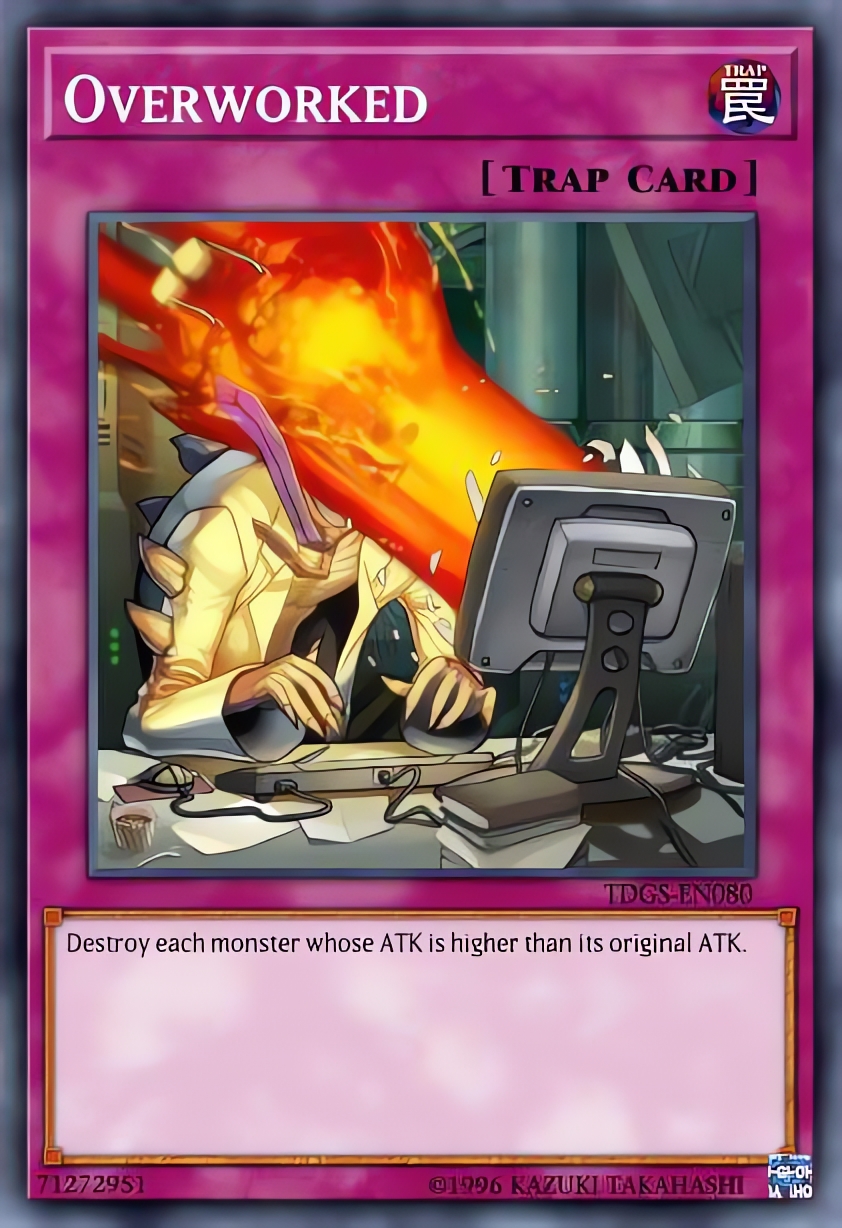 OVERWORKED
TRAP
罠
[TRAP CARD]
TDGS-EN080
Destroy each monster whose ATK is higher than its original ATK.
71272951
©1996 KAZUKI TAKAHASHI